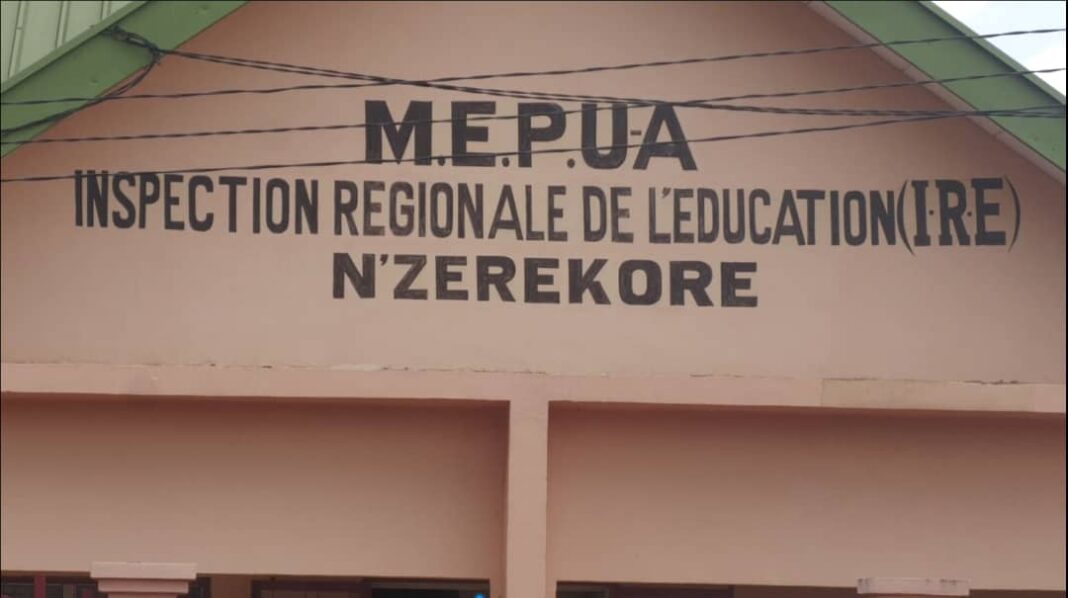 M.E.P.U-A
INSPECTION REGIONALE DE L'EDUCATION(I·R·E)
N'ZEREKORE